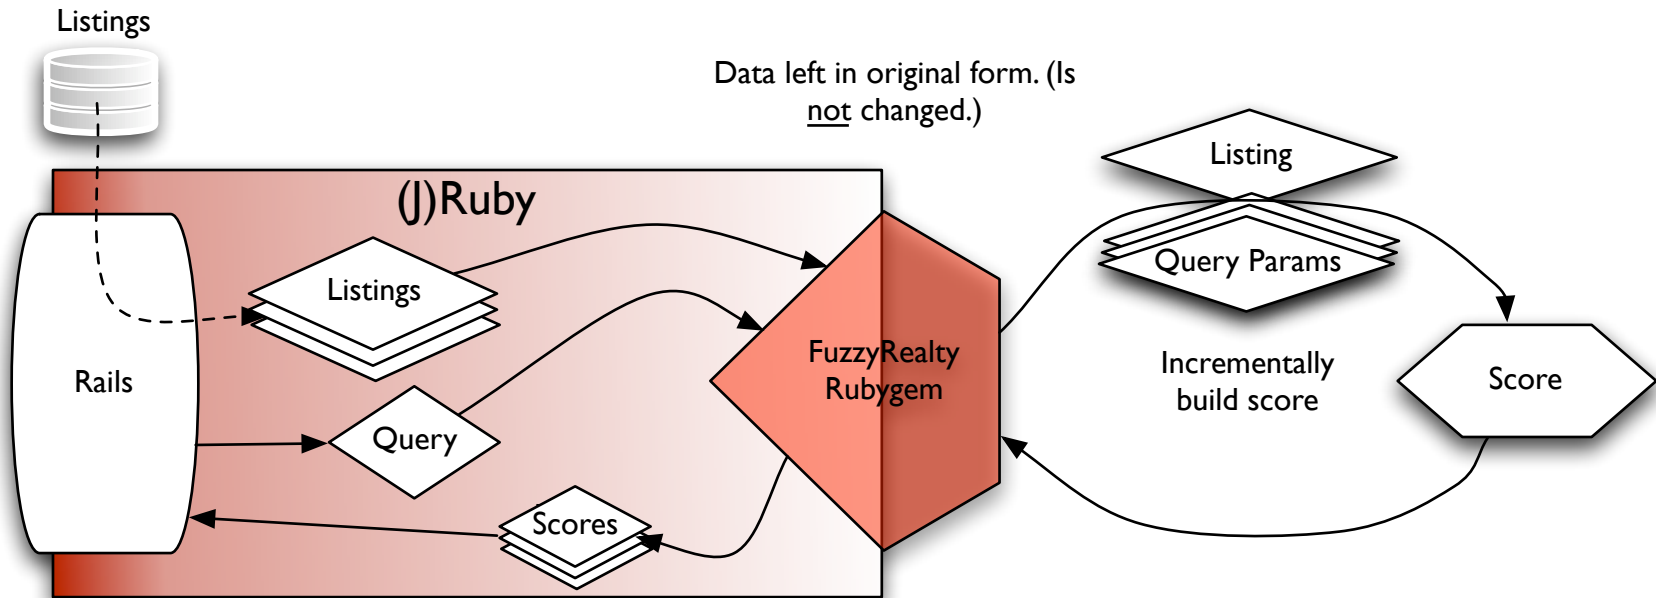 Listings
Data left in original form. (Is
not changed.)
Listing
(J)Ruby
Query Params
Listings
FuzzyRealty
Rubygem
Incrementally
build score
Rails
Score
Query
Scores